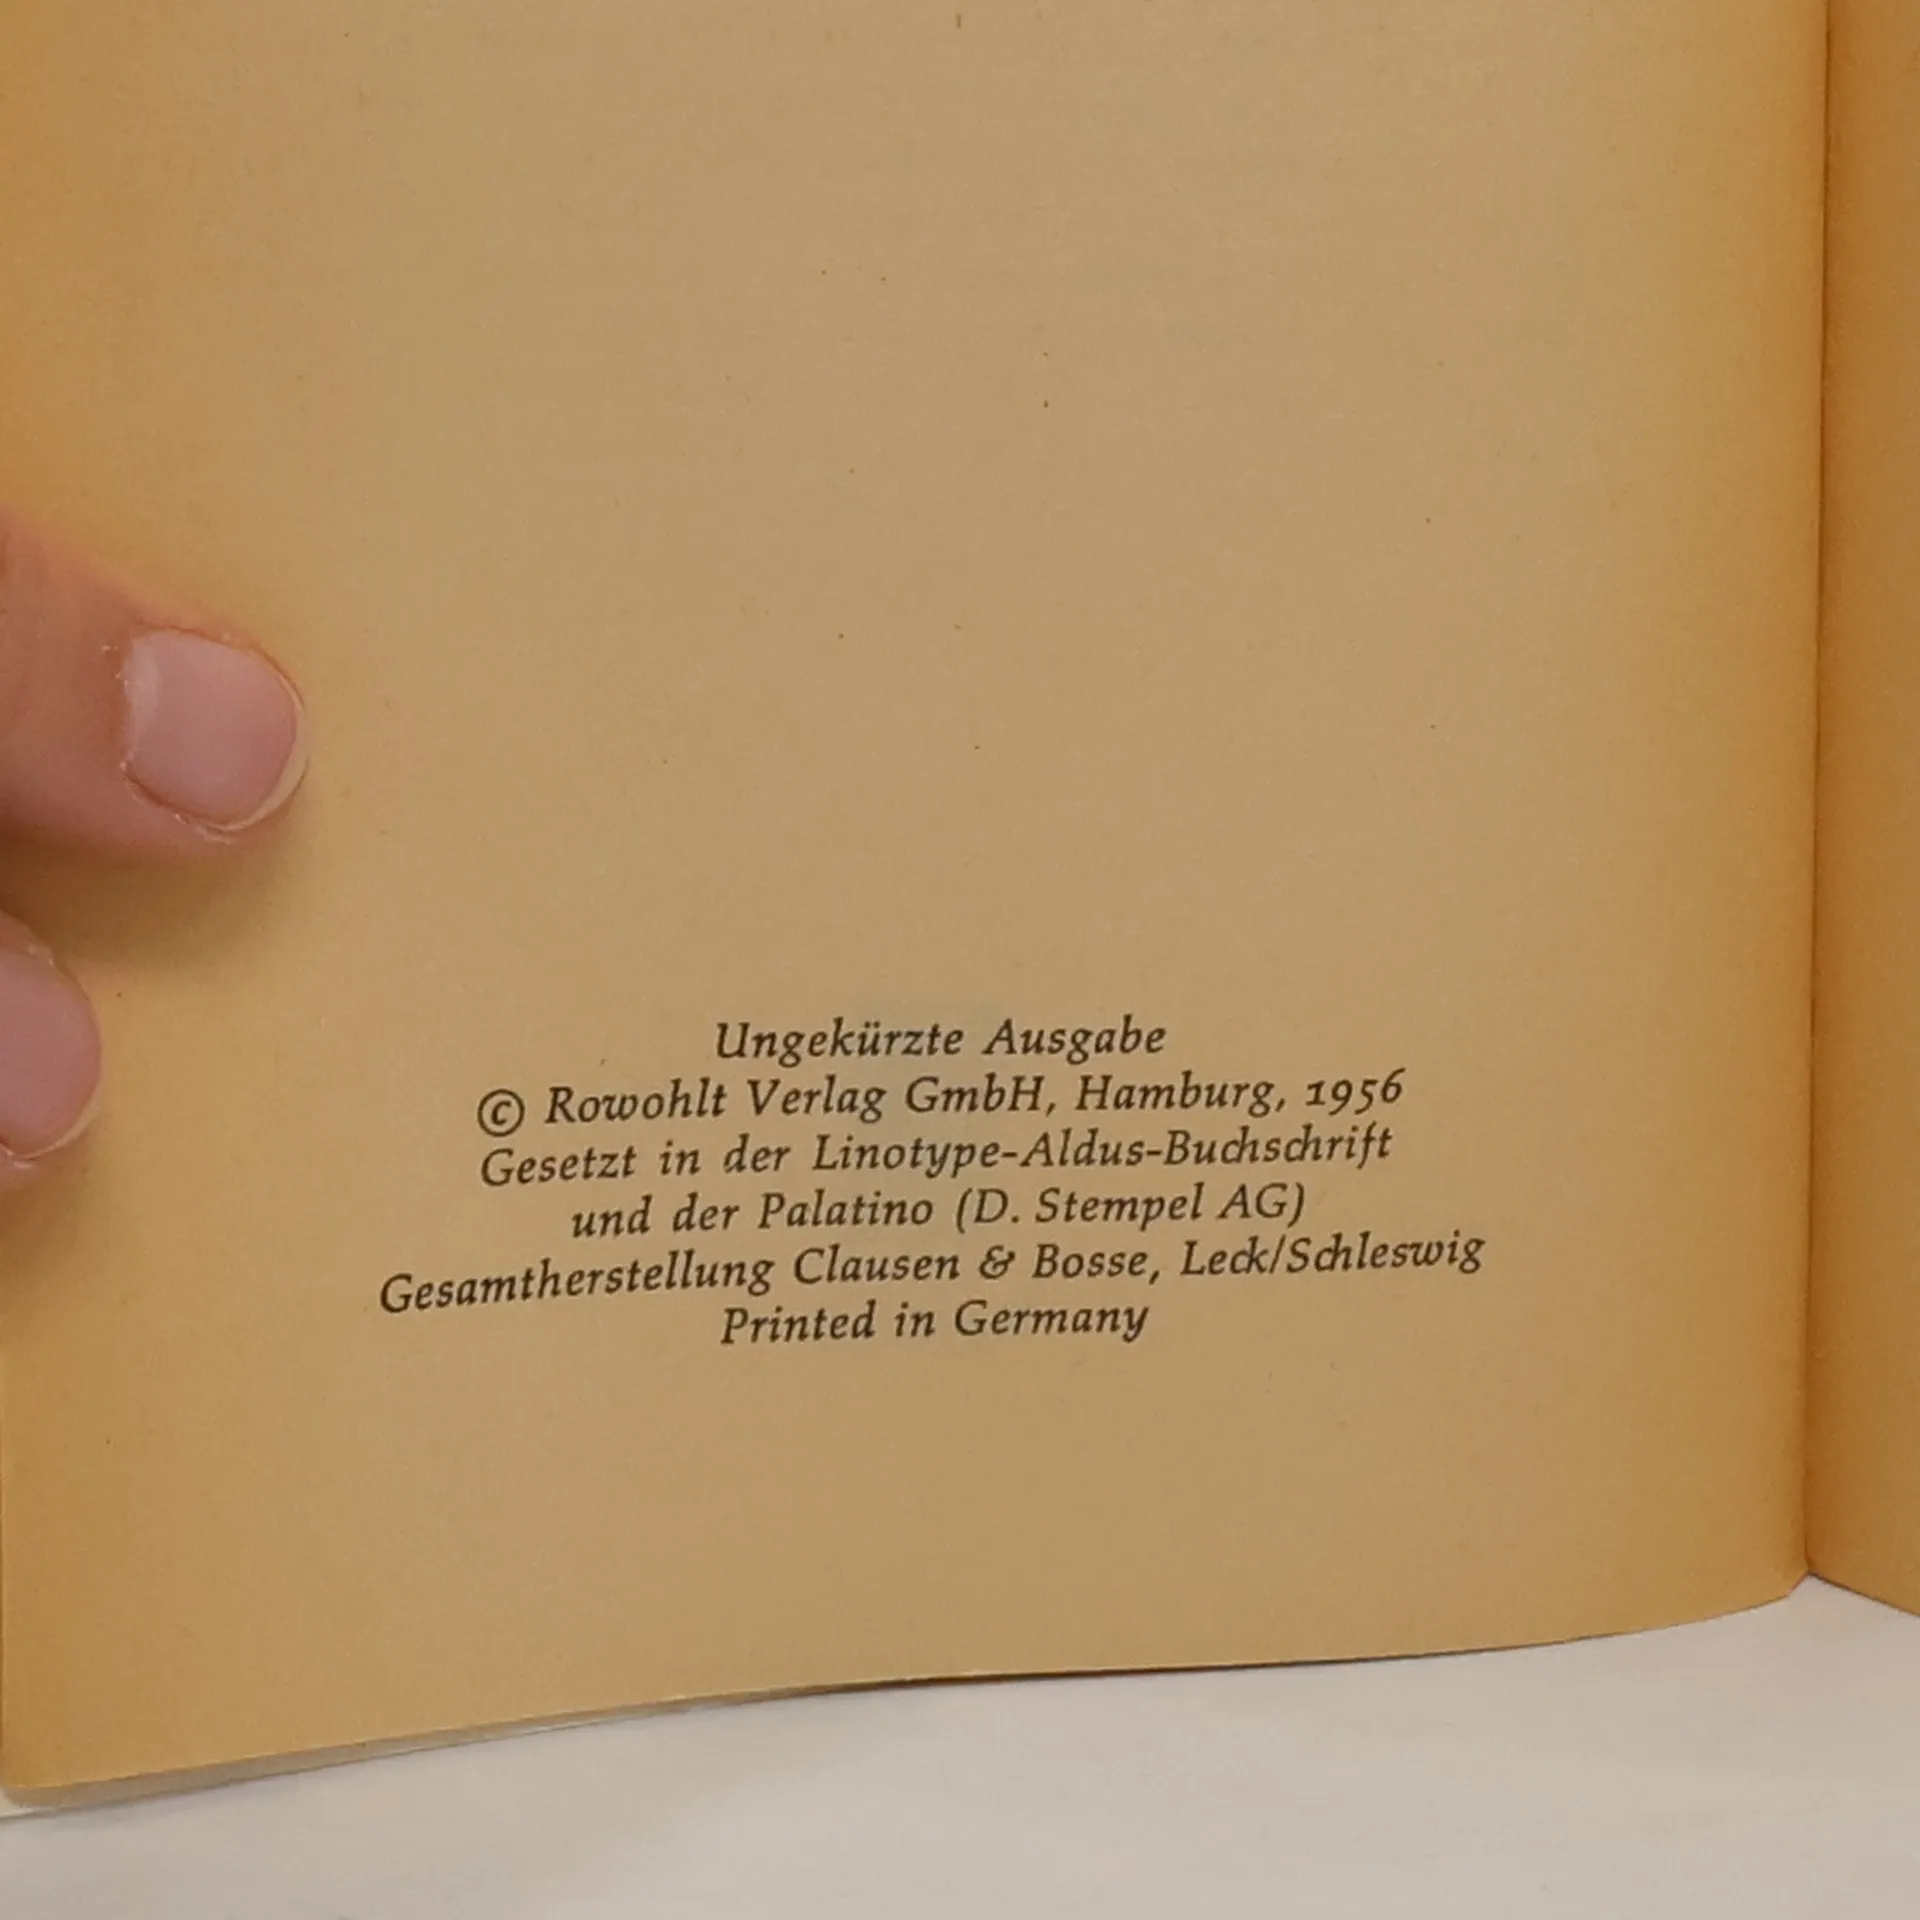 Ungekürzte Ausgabe
© Rowohlt Verlag GmbH, Hamburg, 1956
Gesetzt in der Linotype-Aldus-Buchschrift
und der Palatino (D. Stempel AG)
Gesamtherstellung Clausen & Bosse, Leck/Schleswig
Printed in Germany